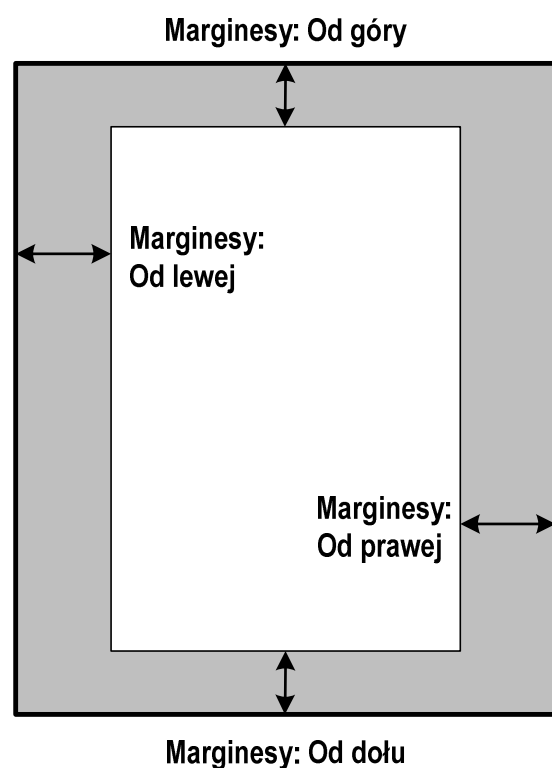 Marginesy: Od góry
Marginesy:
Od lewej
Marginesy:
Od prawej
Marginesy: Od dołu